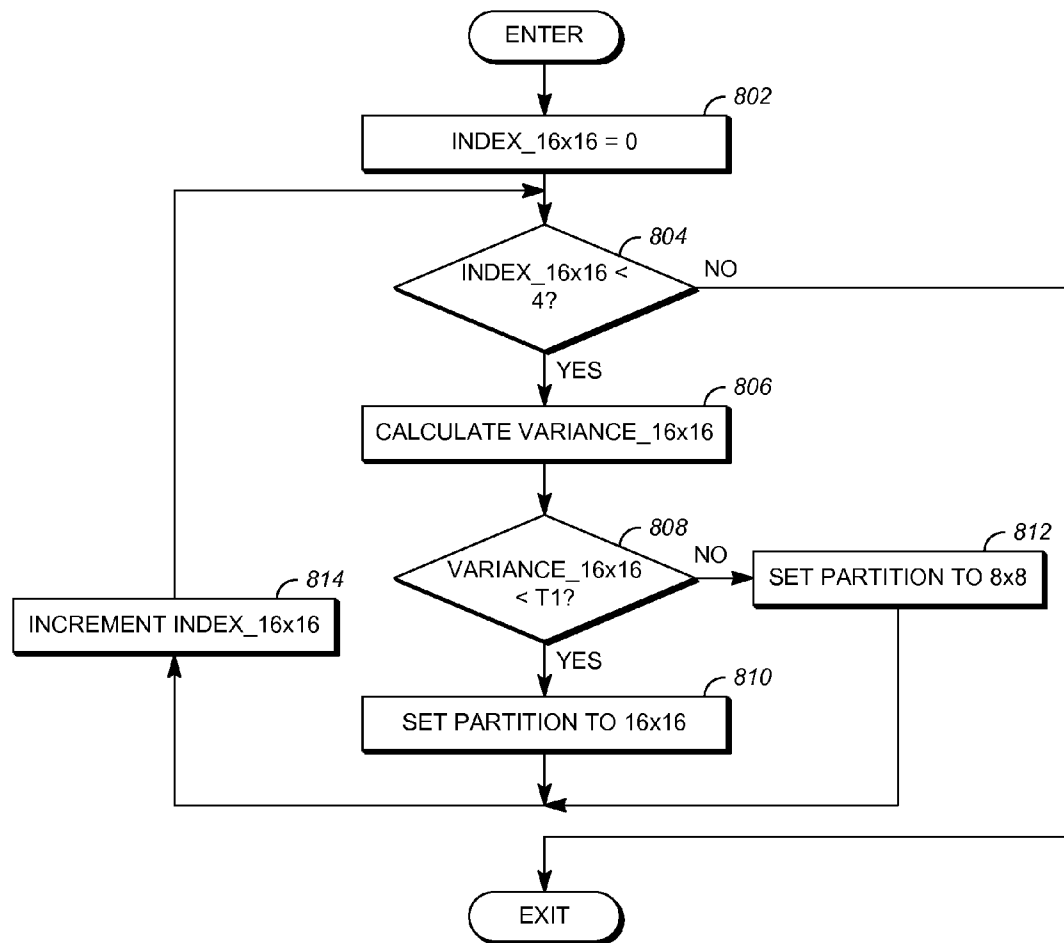 ENTER
802
INDEX_16x16 = 0
804
INDEX_16x16 <
4?
NO
YES
806
CALCULATE VARIANCE_16x16
808
VARIANCE_16x16
< T1?
NO
812
SET PARTITION TO 8x8
814
INCREMENT INDEX_16x16
YES
810
SET PARTITION TO 16x16
EXIT